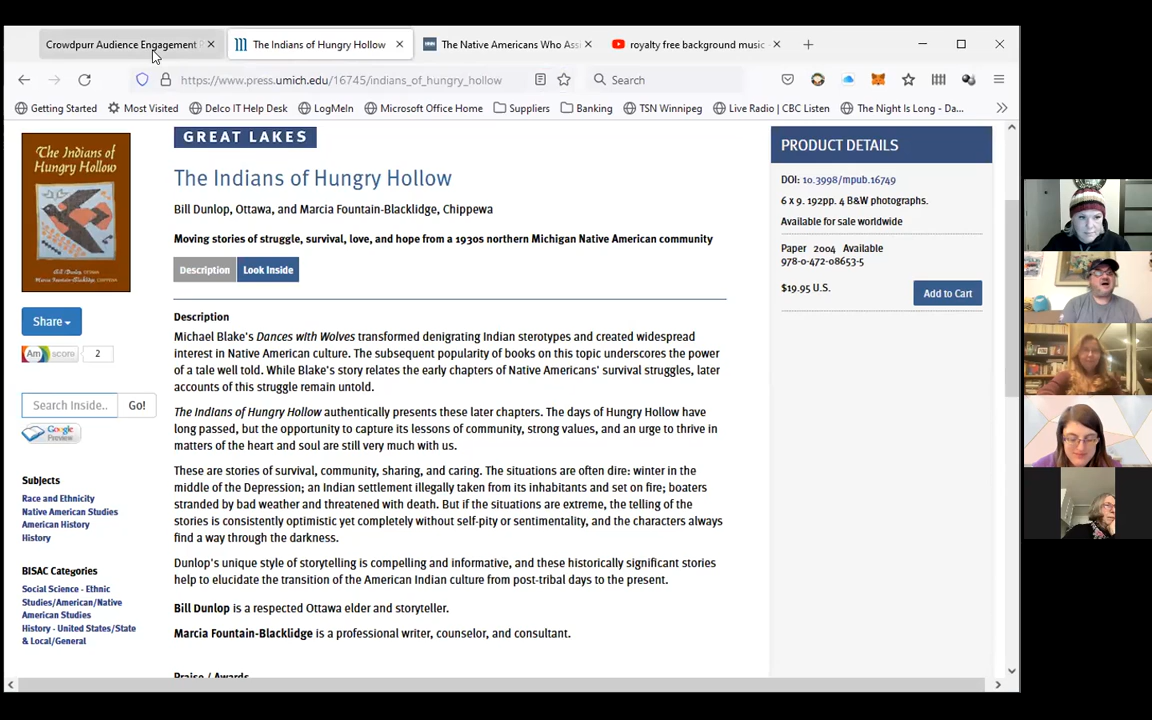 Crowdpurr Audience Engagement
The Indians of Hungry Hollow
The Native Americans Who Ass
royalty free background music
https://www.press.umich.edu/16745/indians_of_hungry_hollow
Search
Getting Started
Most Visited
Delco IT Help Desk
LogMeIn
Microsoft Office Home
Suppliers
Banking
TSN Winnipeg
Live Radio | CBC Listen
The Night Is Long - Da...
The Indians of
Hungry Hollow
Bill Dunlop, OTTAWA, and
Marcia Fountain-Blacklidge, CHIPPEWA
Share
Am score 2
Search Inside..
Go!
Google
Preview
Subjects
Race and Ethnicity
Native American Studies
American History
History
BISAC Categories
Social Science - Ethnic
Studies/American/Native
American Studies
History - United States/State
& Local/General
GREAT LAKES
The Indians of Hungry Hollow
Bill Dunlop, Ottawa, and Marcia Fountain-Blacklidge, Chippewa
Moving stories of struggle, survival, love, and hope from a 1930s northern Michigan Native American community
Description
Look Inside
Description
Michael Blake's Dances with Wolves transformed denigrating Indian sterotypes and created widespread
interest in Native American culture. The subsequent popularity of books on this topic underscores the power
of a tale well told. While Blake's story relates the early chapters of Native Americans' survival struggles, later
accounts of this struggle remain untold.
The Indians of Hungry Hollow authentically presents these later chapters. The days of Hungry Hollow have
long passed, but the opportunity to capture its lessons of community, strong values, and an urge to thrive in
matters of the heart and soul are still very much with us.
These are stories of survival, community, sharing, and caring. The situations are often dire: winter in the
middle of the Depression; an Indian settlement illegally taken from its inhabitants and set on fire; boaters
stranded by bad weather and threatened with death. But if the situations are extreme, the telling of the
stories is consistently optimistic yet completely without self-pity or sentimentality, and the characters always
find a way through the darkness.
Dunlop's unique style of storytelling is compelling and informative, and these historically significant stories
help to elucidate the transition of the American Indian culture from post-tribal days to the present.
Bill Dunlop is a respected Ottawa elder and storyteller.
Marcia Fountain-Blacklidge is a professional writer, counselor, and consultant.
Praise / Awards
PRODUCT DETAILS
DOI: 10.3998/mpub.16749
6 x 9. 192pp. 4 B&W photographs.
Available for sale worldwide
Paper 2004 Available
978-0-472-08653-5
$19.95 U.S.
Add to Cart